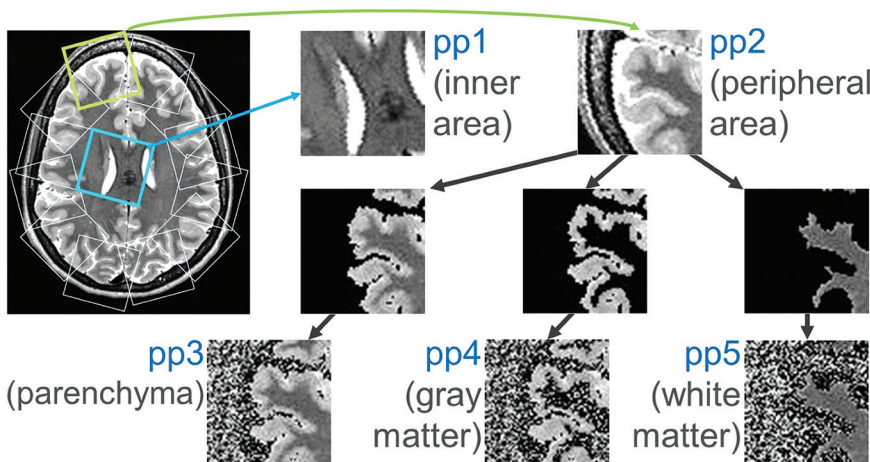 pp1
(inner
area)
pp2
(peripheral
area)
pp3
(parenchyma)
pp4
(gray
matter)
pp5
(white
matter)